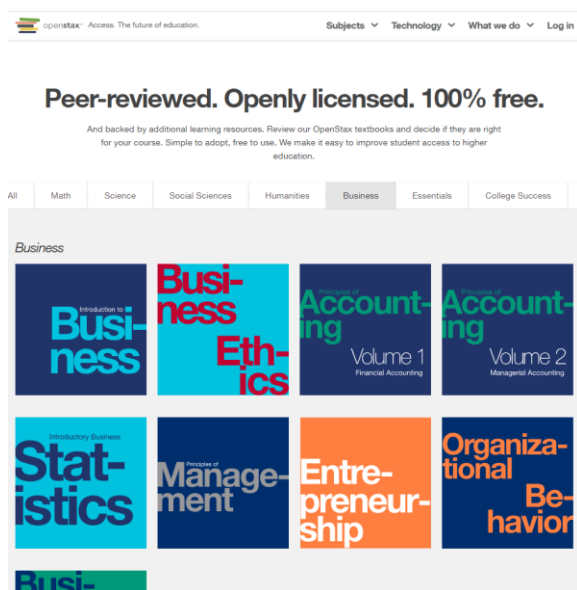 openstax™ Access. The future of education.
Subjects Technology What we do Log in
Peer-reviewed. Openly licensed. 100% free.
And backed by additional learning resources. Review our OpenStax textbooks and decide if they are right
for your course. Simple to adopt, free to use. We make it easy to improve student access to higher
education.
All Math Science Social Sciences Humanities Business Essentials College Success
Business
Introduction to
Busi-
ness
Busi-
ness
Eth-
ics
Principles of
Account-
ing
Volume 1
Financial Accounting
Principles of
Account-
ing
Volume 2
Managerial Accounting
Introductory Business
Stat-
istics
Principles of
Manage-
ment
Entre-
preneur-
ship
Organiza-
tional
Be-
havior
Busi-